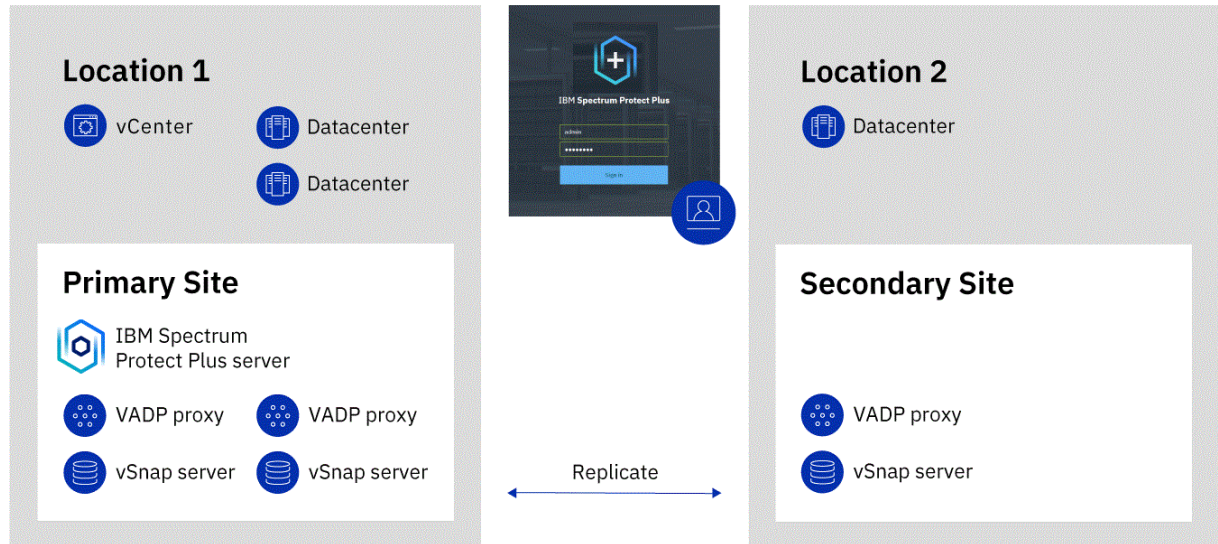 Location 1
vCenter
Datacenter
Datacenter
Primary Site
IBM Spectrum
Protect Plus server
VADP proxy
VADP proxy
vSnap server
vSnap server
IBM Spectrum Protect Plus
admin
••••••••
Sign in
Replicate
Location 2
Datacenter
Secondary Site
VADP proxy
vSnap server